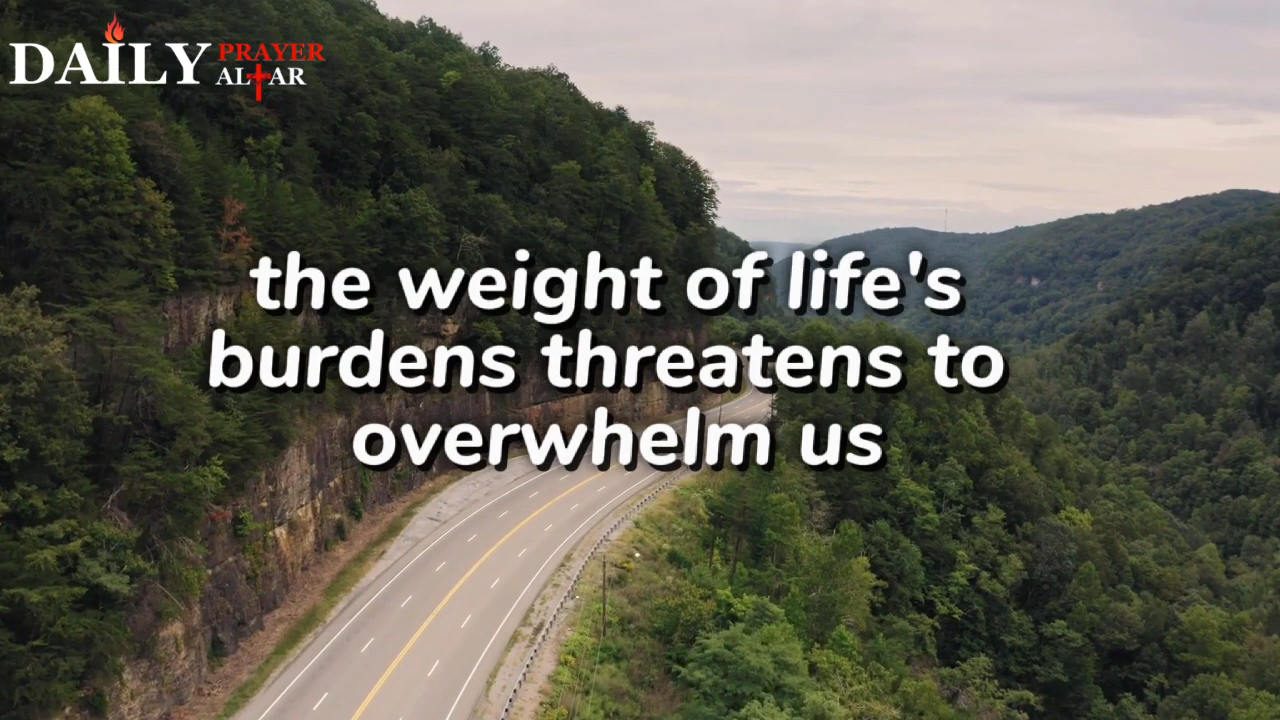 DAILY PRAYER
ALTAR
the weight of life's
burdens threatens to
overwhelm us